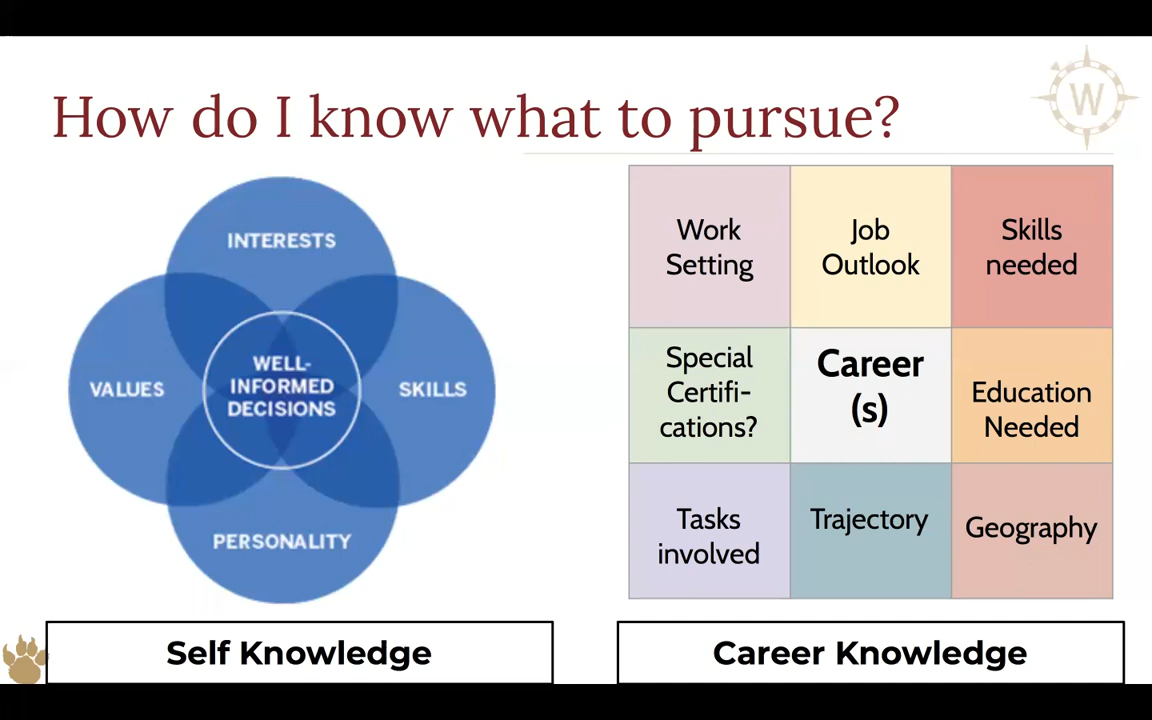 How do I know what to pursue?
W
INTERESTS
VALUES
WELL-
INFORMED
DECISIONS
SKILLS
PERSONALITY
Self Knowledge
Work
Setting
Job
Outlook
Skills
needed
Special
Certifi-
cations?
Career
(s)
Education
Needed
Tasks
involved
Trajectory
Geography
Career Knowledge